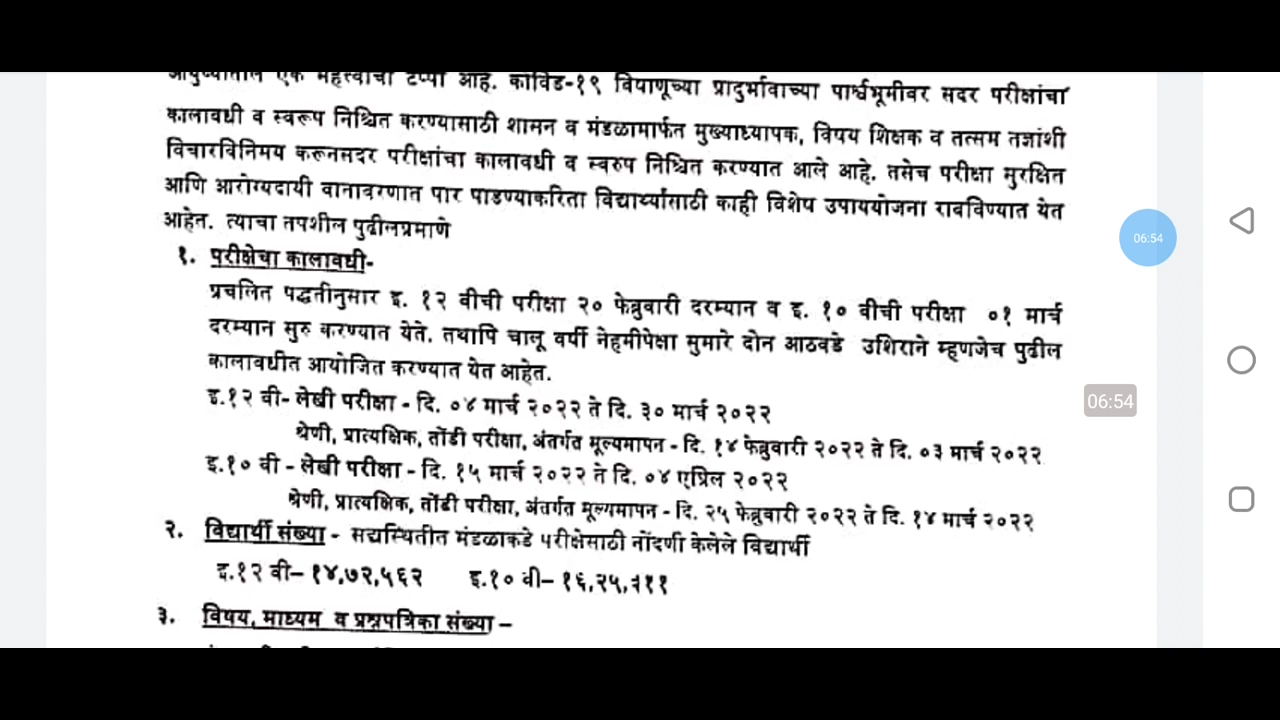 आयुष्यातील एक महत्वाचा टप्पा आहे. कोविड-१९ विषाणूच्या प्रादुर्भावाच्या पार्श्वभूमीवर सदर परीक्षांचा
कालावधी व स्वरूप निश्चित करण्यासाठी शासन व मंडळामार्फत मुख्याध्यापक, विषय शिक्षक व तत्सम तज्ञांशी
विचारविनिमय करूनसदर परीक्षांचा कालावधी व स्वरुप निश्चित करण्यात आले आहे. तसेच परीक्षा सुरक्षित
आणि आरोग्यदायी वातावरणात पार पाडण्याकरिता विद्यार्थ्यांसाठी काही विशेष उपाययोजना राबविण्यात येत
आहेत. त्याचा तपशील पुढीलप्रमाणे
१. परीक्षेचा कालावधी-
प्रचलित पद्धतीनुसार इ. १२ वीची परीक्षा २० फेब्रुवारी दरम्यान व इ. १० वीची परीक्षा ०१ मार्च
दरम्यान सुरु करण्यात येते. तथापि चालू वर्षी नेहमीपेक्षा सुमारे दोन आठवडे उशिराने म्हणजेच पुढील
कालावधीत आयोजित करण्यात येत आहेत.
इ.१२ वी- लेखी परीक्षा - दि. ०४ मार्च २०२२ ते दि. ३० मार्च २०२२
श्रेणी, प्रात्यक्षिक, तोंडी परीक्षा, अंतर्गत मूल्यमापन - दि. १४ फेब्रुवारी २०२२ ते दि. ०३ मार्च २०२२
इ.१० वी - लेखी परीक्षा - दि. १५ मार्च २०२२ ते दि. ०४ एप्रिल २०२२
श्रेणी, प्रात्यक्षिक, तोंडी परीक्षा, अंतर्गत मूल्यमापन - दि. २५ फेब्रुवारी २०२२ ते दि. १४ मार्च २०२२
२. विद्यार्थी संख्या - सद्यस्थितीत मंडळाकडे परीक्षेसाठी नोंदणी केलेले विद्यार्थी
इ.१२ वी– १४,७२,५६२ इ.१० वी–
३. विषय, माध्यम व प्रश्नपत्रिका संख्या –
06:54
06:54